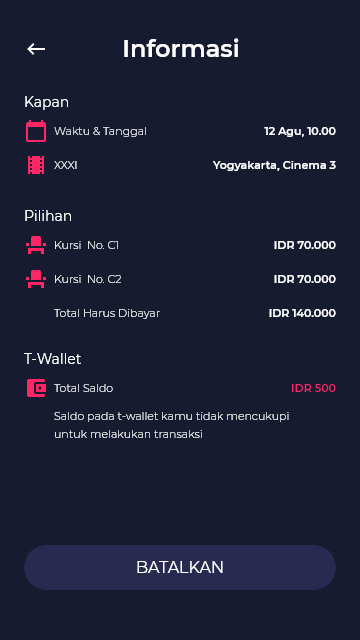 Informasi
Kapan
Waktu & Tanggal 12 Agu, 10.00
XXXI Yogyakarta, Cinema 3
Pilihan
Kursi No. C1 IDR 70.000
Kursi No. C2 IDR 70.000
Total Harus Dibayar IDR 140.000
T-Wallet
Total Saldo IDR 500
Saldo pada t-wallet kamu tidak mencukupi
untuk melakukan transaksi
BATALKAN